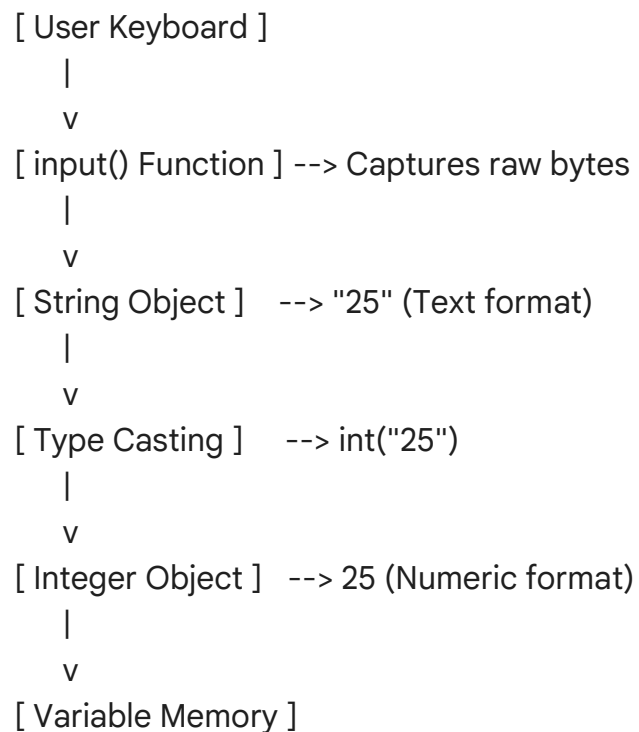 [ User Keyboard ]
|
v
[ input() Function ] --> Captures raw bytes
|
v
[ String Object ] --> "25" (Text format)
|
v
[ Type Casting ] --> int("25")
|
v
[ Integer Object ] --> 25 (Numeric format)
|
v
[ Variable Memory ]